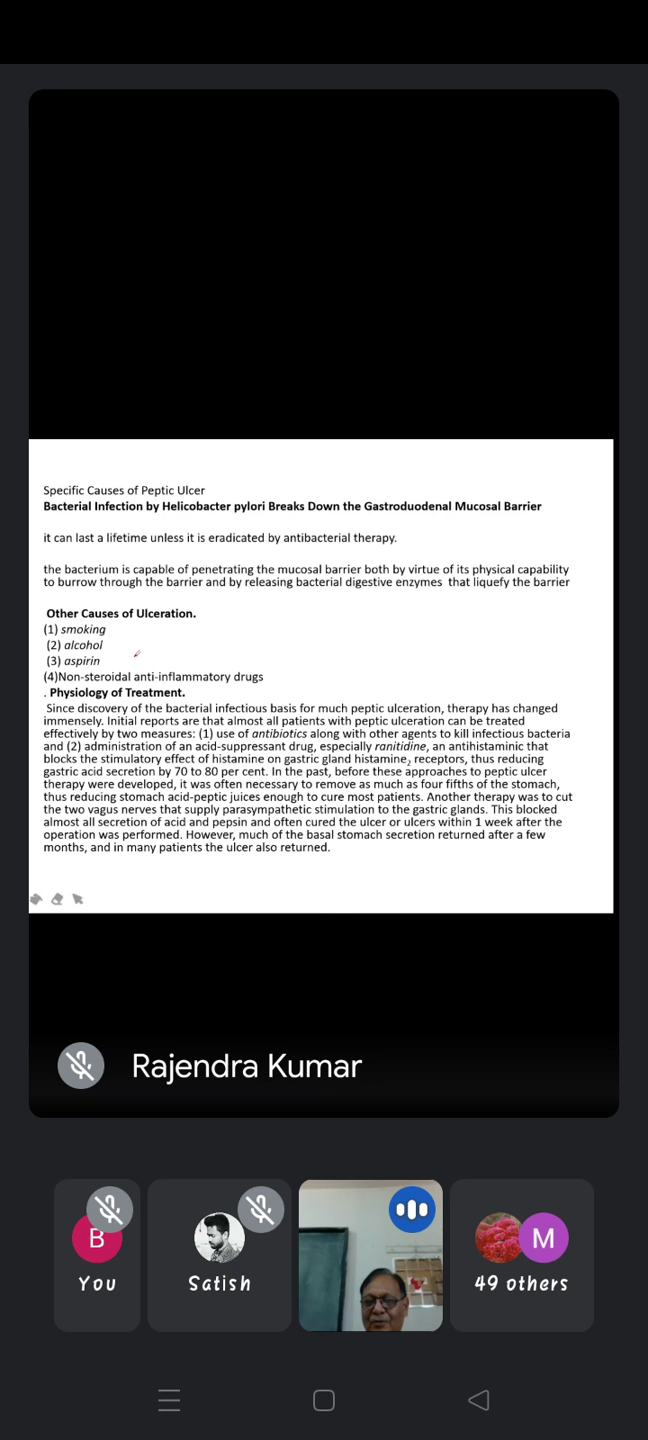 Specific Causes of Peptic Ulcer
Bacterial Infection by Helicobacter pylori Breaks Down the Gastroduodenal Mucosal Barrier
it can last a lifetime unless it is eradicated by antibacterial therapy.
the bacterium is capable of penetrating the mucosal barrier both by virtue of its physical capability
to burrow through the barrier and by releasing bacterial digestive enzymes that liquefy the barrier
Other Causes of Ulceration.
(1) smoking
(2) alcohol
(3) aspirin
(4)Non-steroidal anti-inflammatory drugs
. Physiology of Treatment.
Since discovery of the bacterial infectious basis for much peptic ulceration, therapy has changed
immensely. Initial reports are that almost all patients with peptic ulceration can be treated
effectively by two measures: (1) use of antibiotics along with other agents to kill infectious bacteria
and (2) administration of an acid-suppressant drug, especially ranitidine, an antihistaminic that
blocks the stimulatory effect of histamine on gastric gland histamine₂ receptors, thus reducing
gastric acid secretion by 70 to 80 per cent. In the past, before these approaches to peptic ulcer
therapy were developed, it was often necessary to remove as much as four fifths of the stomach,
thus reducing stomach acid-peptic juices enough to cure most patients. Another therapy was to cut
the two vagus nerves that supply parasympathetic stimulation to the gastric glands. This blocked
almost all secretion of acid and pepsin and often cured the ulcer or ulcers within 1 week after the
operation was performed. However, much of the basal stomach secretion returned after a few
months, and in many patients the ulcer also returned.
Rajendra Kumar
B
You
Satish
M
49 others